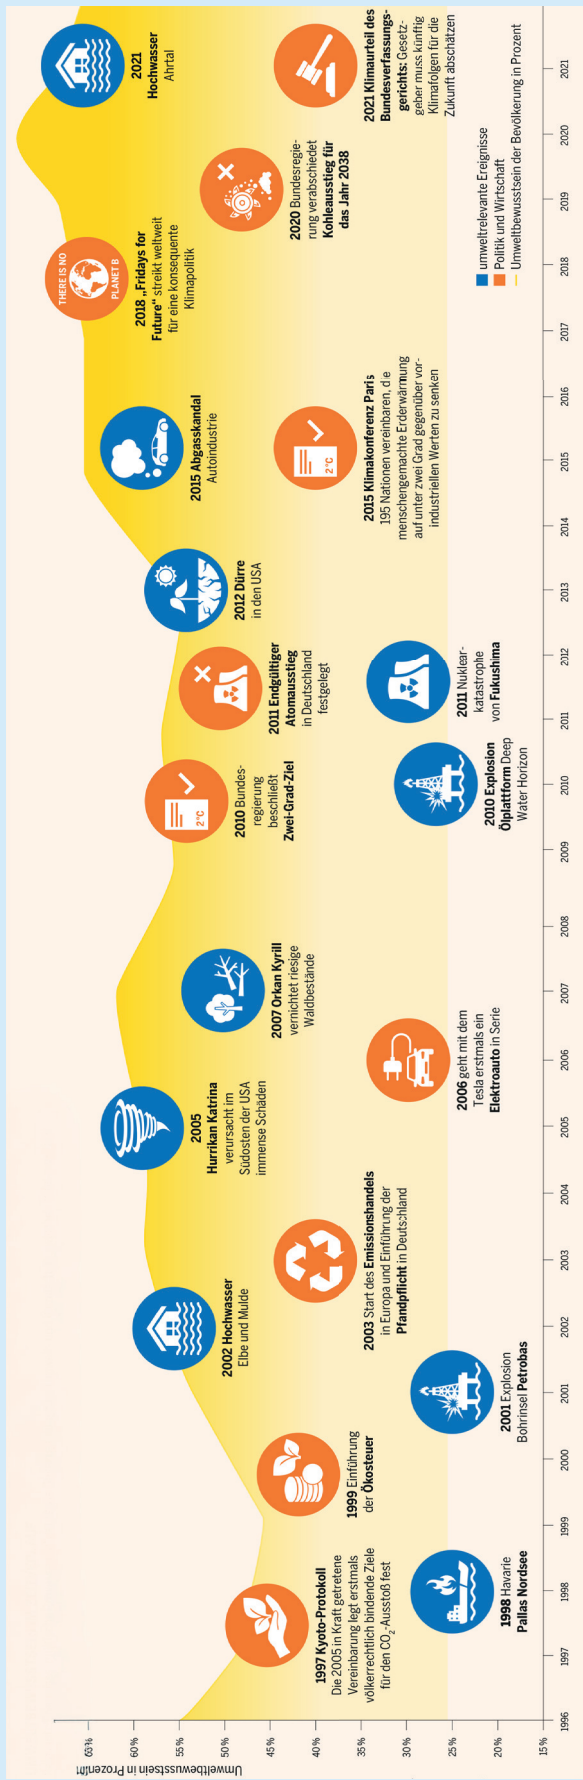 Umweltbewusstsein in Prozent
65%
60%
55%
50%
45%
40%
35%
30%
25%
20%
15%
1996
1997
1998
1999
2000
2001
2002
2003
2004
2005
2006
2007
2008
2009
2010
2011
2012
2013
2014
2015
2016
2017
2018
2019
2020
2021
1997 Kyoto-Protokoll
Die 2005 in Kraft getretene
Vereinbarung legt erstmals
völkerrechtlich bindende Ziele
für den CO₂-Ausstoß fest
1998 Havarie
Pallas Nordsee
1999 Einführung
der Ökosteuer
2001 Explosion
Bohrinsel Petrobas
2002 Hochwasser
Elbe und Mulde
2003 Start des Emissionshandels
in Europa und Einführung der
Pfandpflicht in Deutschland
2005
Hurrikan Katrina
verursacht im
Südosten der USA
immense Schäden
2006 geht mit dem
Tesla erstmals ein
Elektroauto in Serie
2007 Orkan Kyrill
vernichtet riesige
Waldbestände
2°C
2010 Bundes-
regierung
beschließt
Zwei-Grad-Ziel
2010 Explosion
Ölplattform Deep
Water Horizon
2011 Endgültiger
Atomausstieg
in Deutschland
festgelegt
2011 Nuklear-
katastrophe
von Fukushima
2012 Dürre
in den USA
2015 Abgasskandal
Autoindustrie
2°C
2015 Klimakonferenz Paris
195 Nationen vereinbaren, die
menschengemachte Erderwärmung
auf unter zwei Grad gegenüber vor-
industriellen Werten zu senken
THERE IS NO
PLANET B
2018 „Fridays for
Future" streikt weltweit
für eine konsequente
Klimapolitik
2020 Bundesregie-
rung verabschiedet
Kohleausstieg für
das Jahr 2038
2021
Hochwasser
Ahrtal
2021 Klimaurteil des
Bundesverfassungs-
gerichts: Gesetz-
geber muss künftig
Klimafolgen für die
Zukunft abschätzen
umweltrelevante Ereignisse
Politik und Wirtschaft
Umweltbewusstsein der Bevölkerung in Prozent